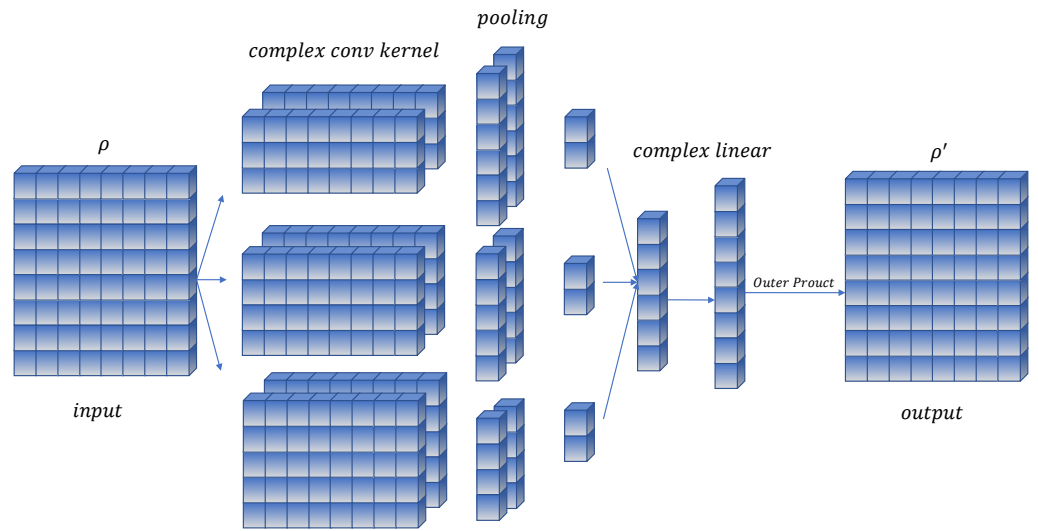 pooling
complex conv kernel
ρ
complex linear
ρ′
Outer Prouct
input
output